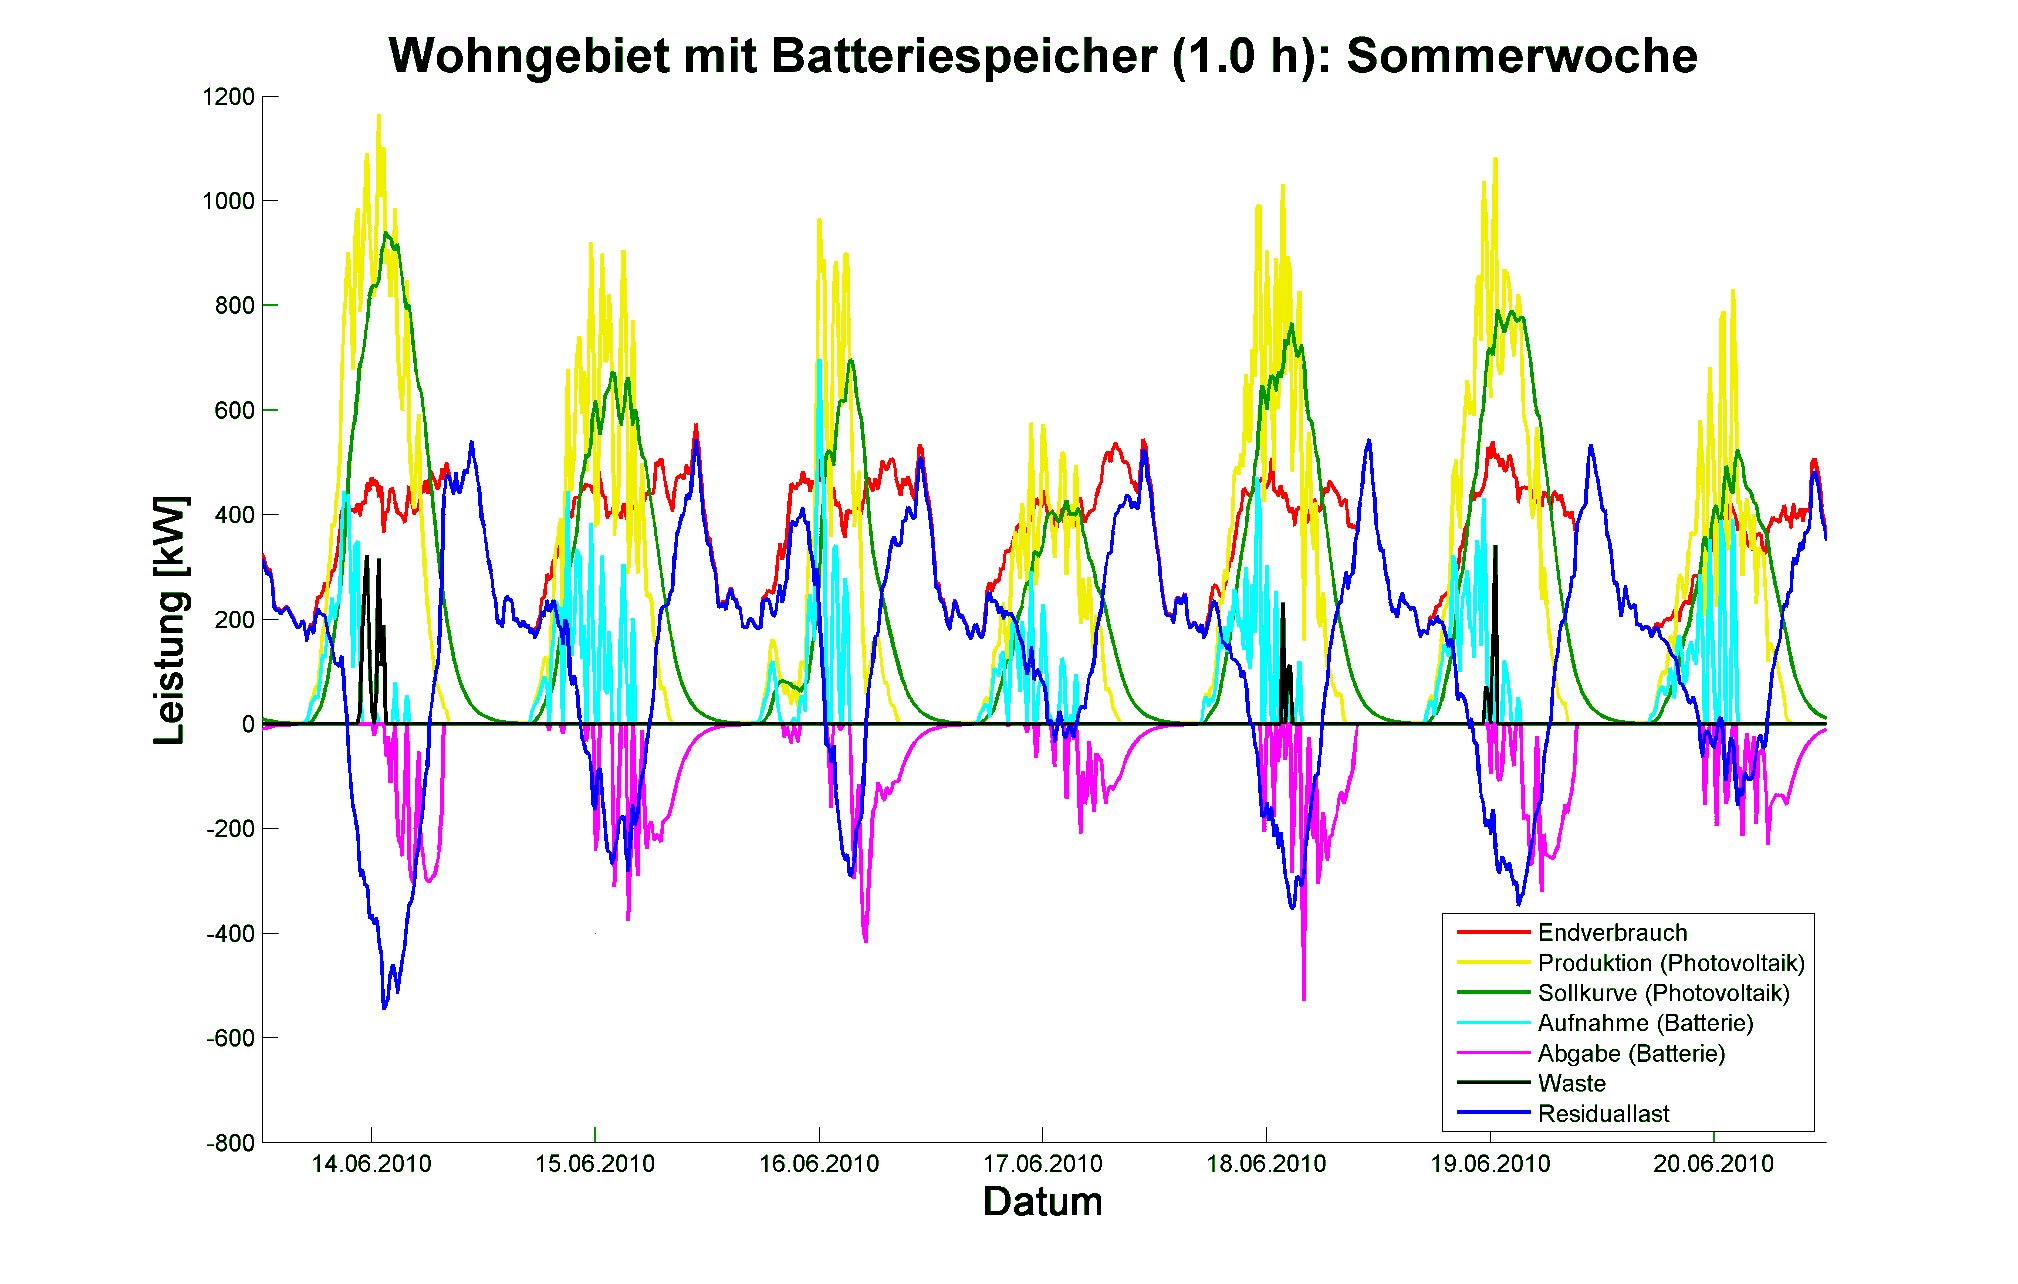 Wohngebiet mit Batteriespeicher (1.0 h): Sommerwoche
1200
1000
800
600
400
200
0
-200
-400
-600
-800
Leistung [kW]
14.06.2010 15.06.2010 16.06.2010 17.06.2010 18.06.2010 19.06.2010 20.06.2010
Datum
Endverbrauch
Produktion (Photovoltaik)
Sollkurve (Photovoltaik)
Aufnahme (Batterie)
Abgabe (Batterie)
Waste
Residuallast